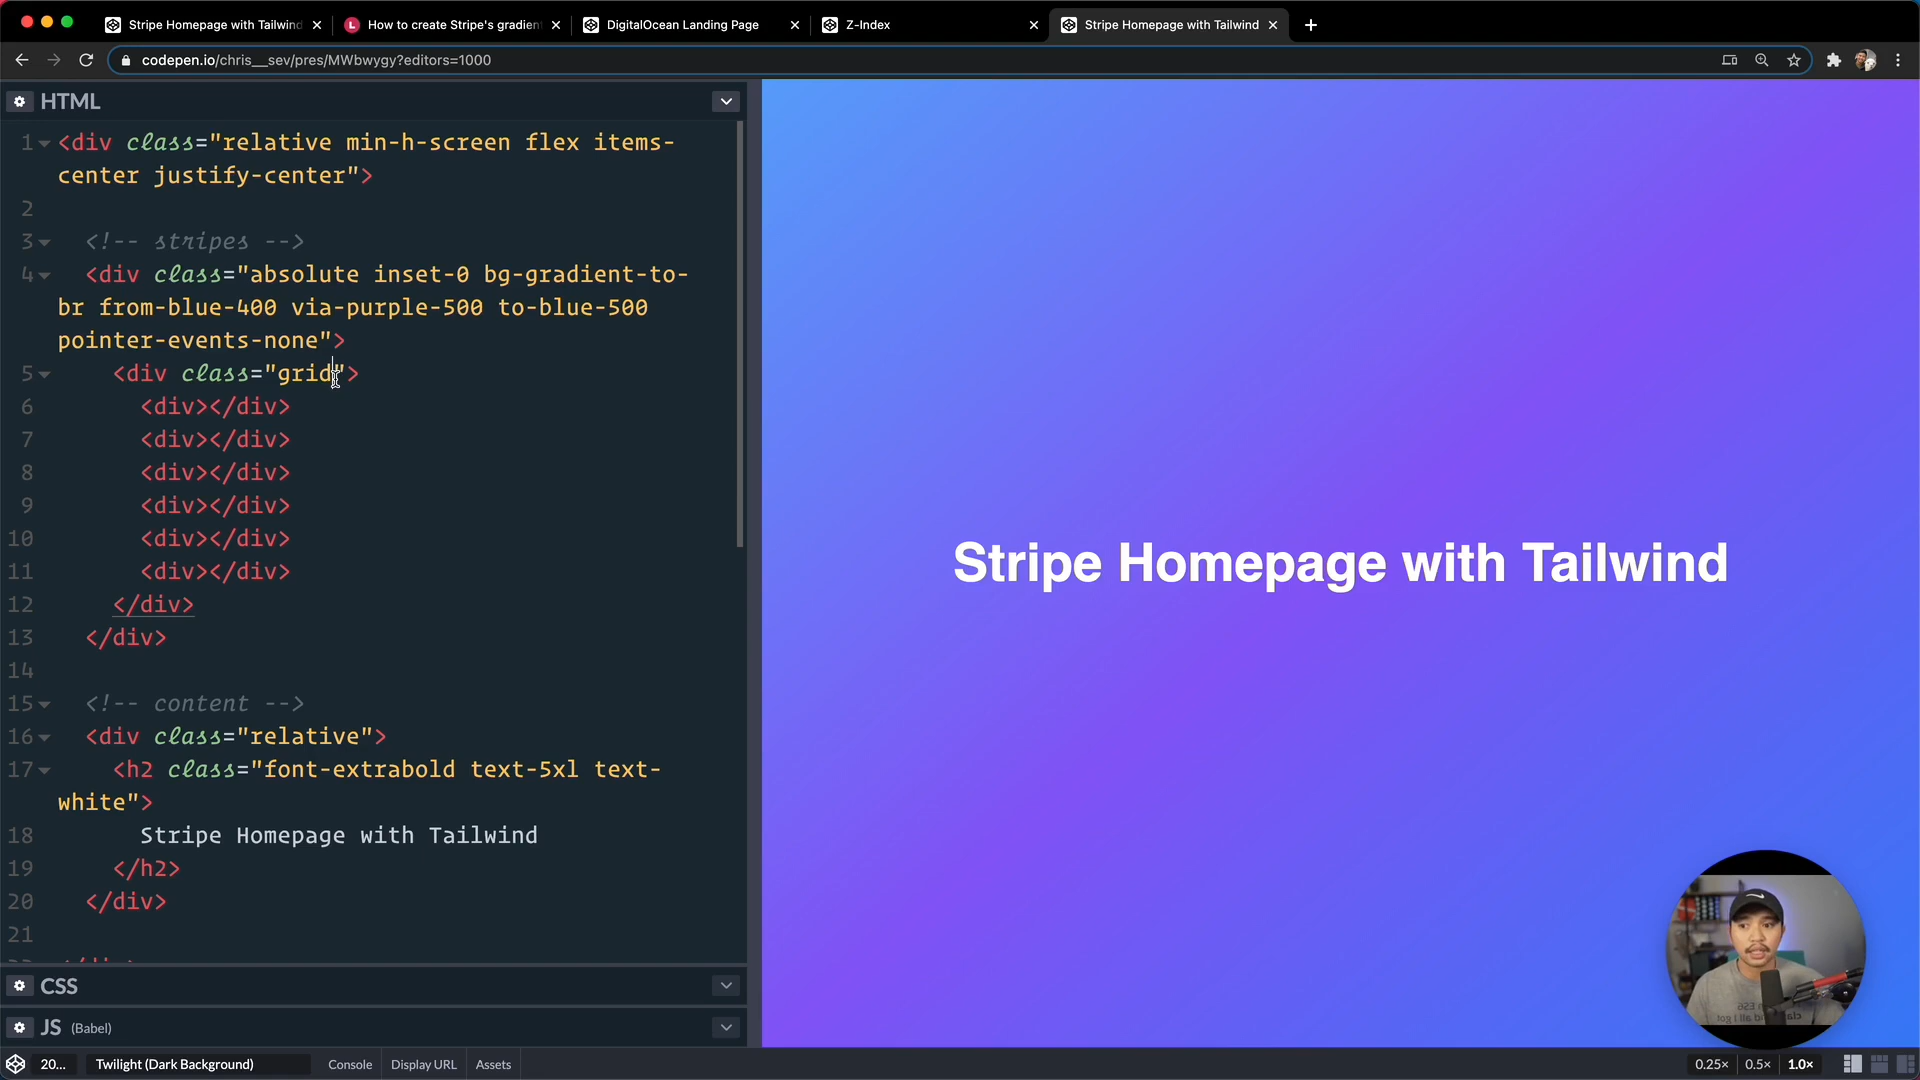 Stripe Homepage with Tailwind
How to create Stripe's gradien
DigitalOcean Landing Page
Z-Index
Stripe Homepage with Tailwind
codepen.io/chris__sev/pres/MWbwygy?editors=1000
HTML
1 <div class="relative min-h-screen flex items-
center justify-center">
2
3 <!-- stripes -->
4 <div class="absolute inset-0 bg-gradient-to-
br from-blue-400 via-purple-500 to-blue-500
pointer-events-none">
5 <div class="grid">
6 <div></div>
7 <div></div>
8 <div></div>
9 <div></div>
10 <div></div>
11 <div></div>
12 </div>
13 </div>
14
15 <!-- content -->
16 <div class="relative">
17 <h2 class="font-extrabold text-5xl text-
white">
18 Stripe Homepage with Tailwind
19 </h2>
20 </div>
21
Stripe Homepage with Tailwind
CSS
JS (Babel)
20...
Twilight (Dark Background)
Console
Display URL
Assets
0.25×
0.5×
1.0×